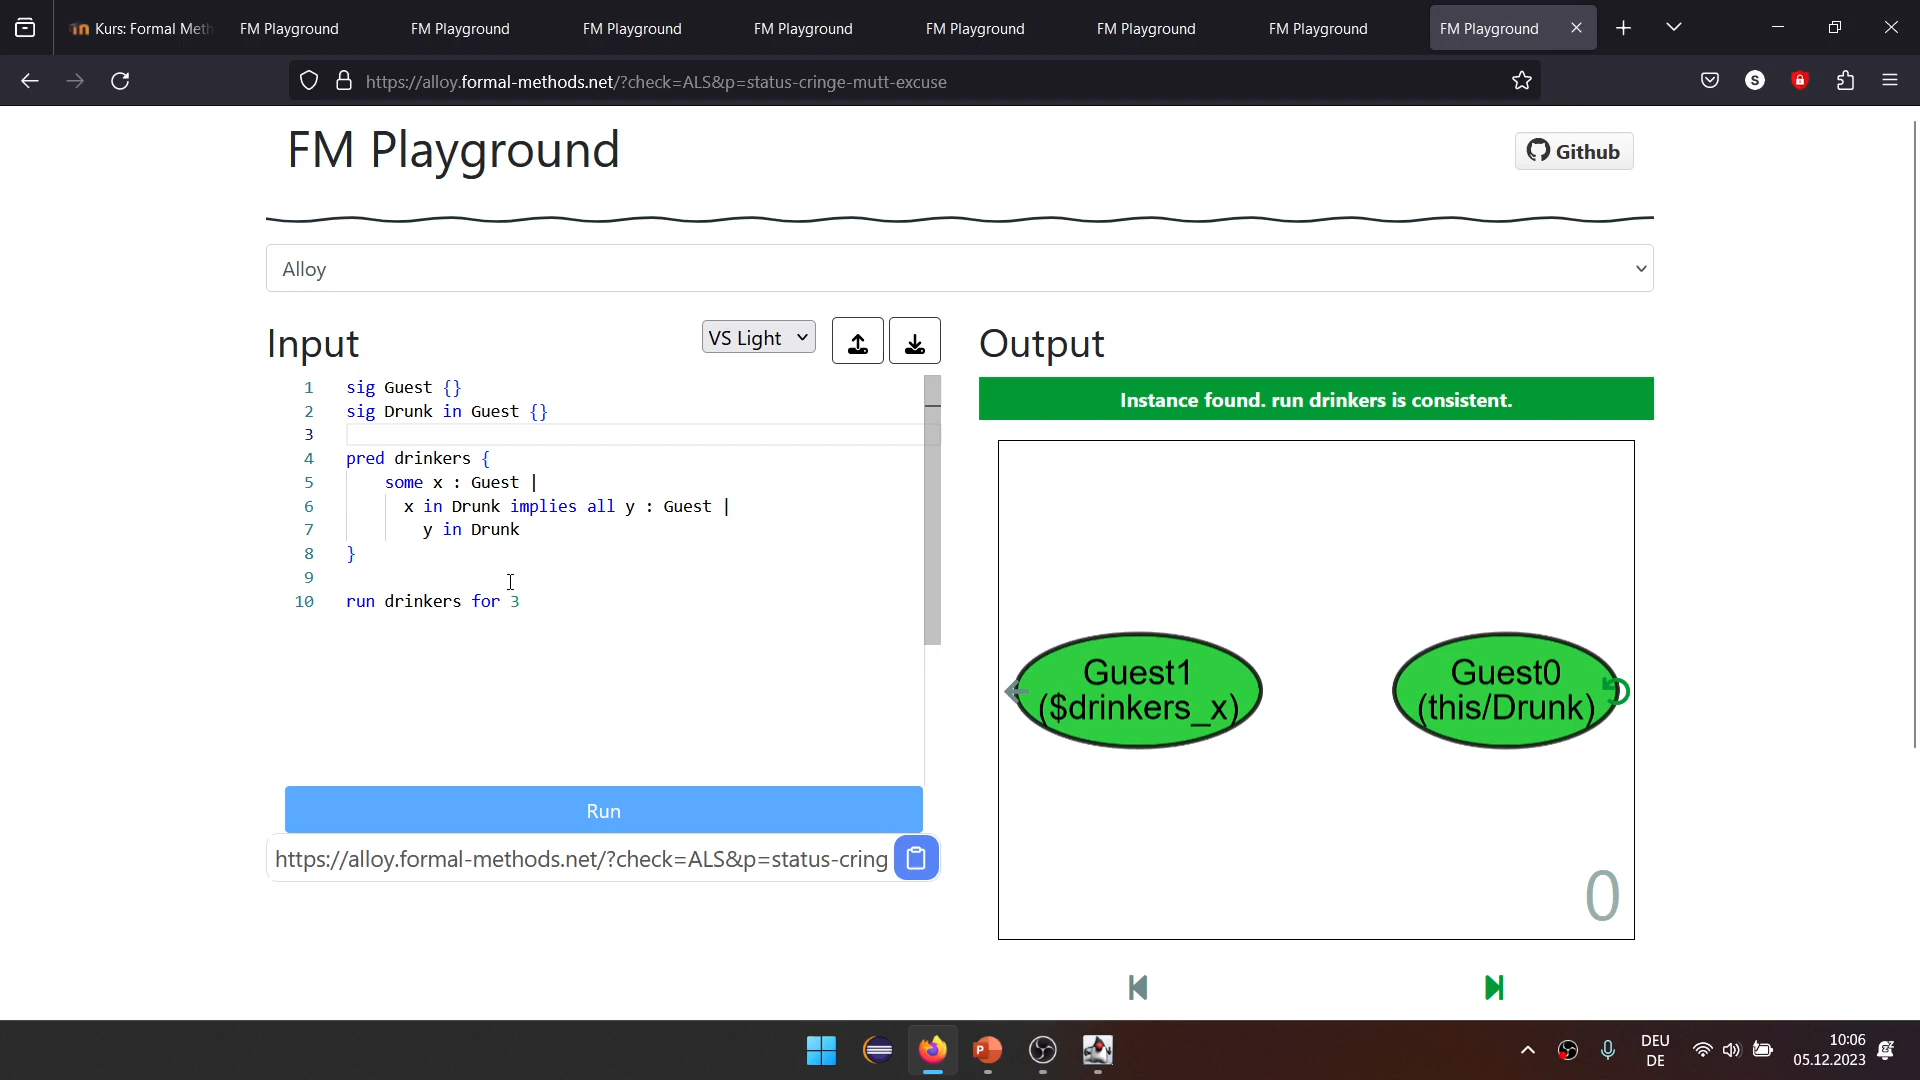 Kurs: Formal Meth
FM Playground
FM Playground
FM Playground
FM Playground
FM Playground
FM Playground
FM Playground
FM Playground
https://alloy.formal-methods.net/?check=ALS&p=status-cringe-mutt-excuse
S
FM Playground
Github
Alloy
Input
VS Light
Output
1 sig Guest {}
2 sig Drunk in Guest {}
3
4 pred drinkers {
5 some x : Guest |
6 x in Drunk implies all y : Guest |
7 y in Drunk
8 }
9
10 run drinkers for 3
Instance found. run drinkers is consistent.
Guest1
($drinkers_x)
Guest0
(this/Drunk)
0
Run
https://alloy.formal-methods.net/?check=ALS&p=status-cring
P
DEU
DE
10:06
05.12.2023